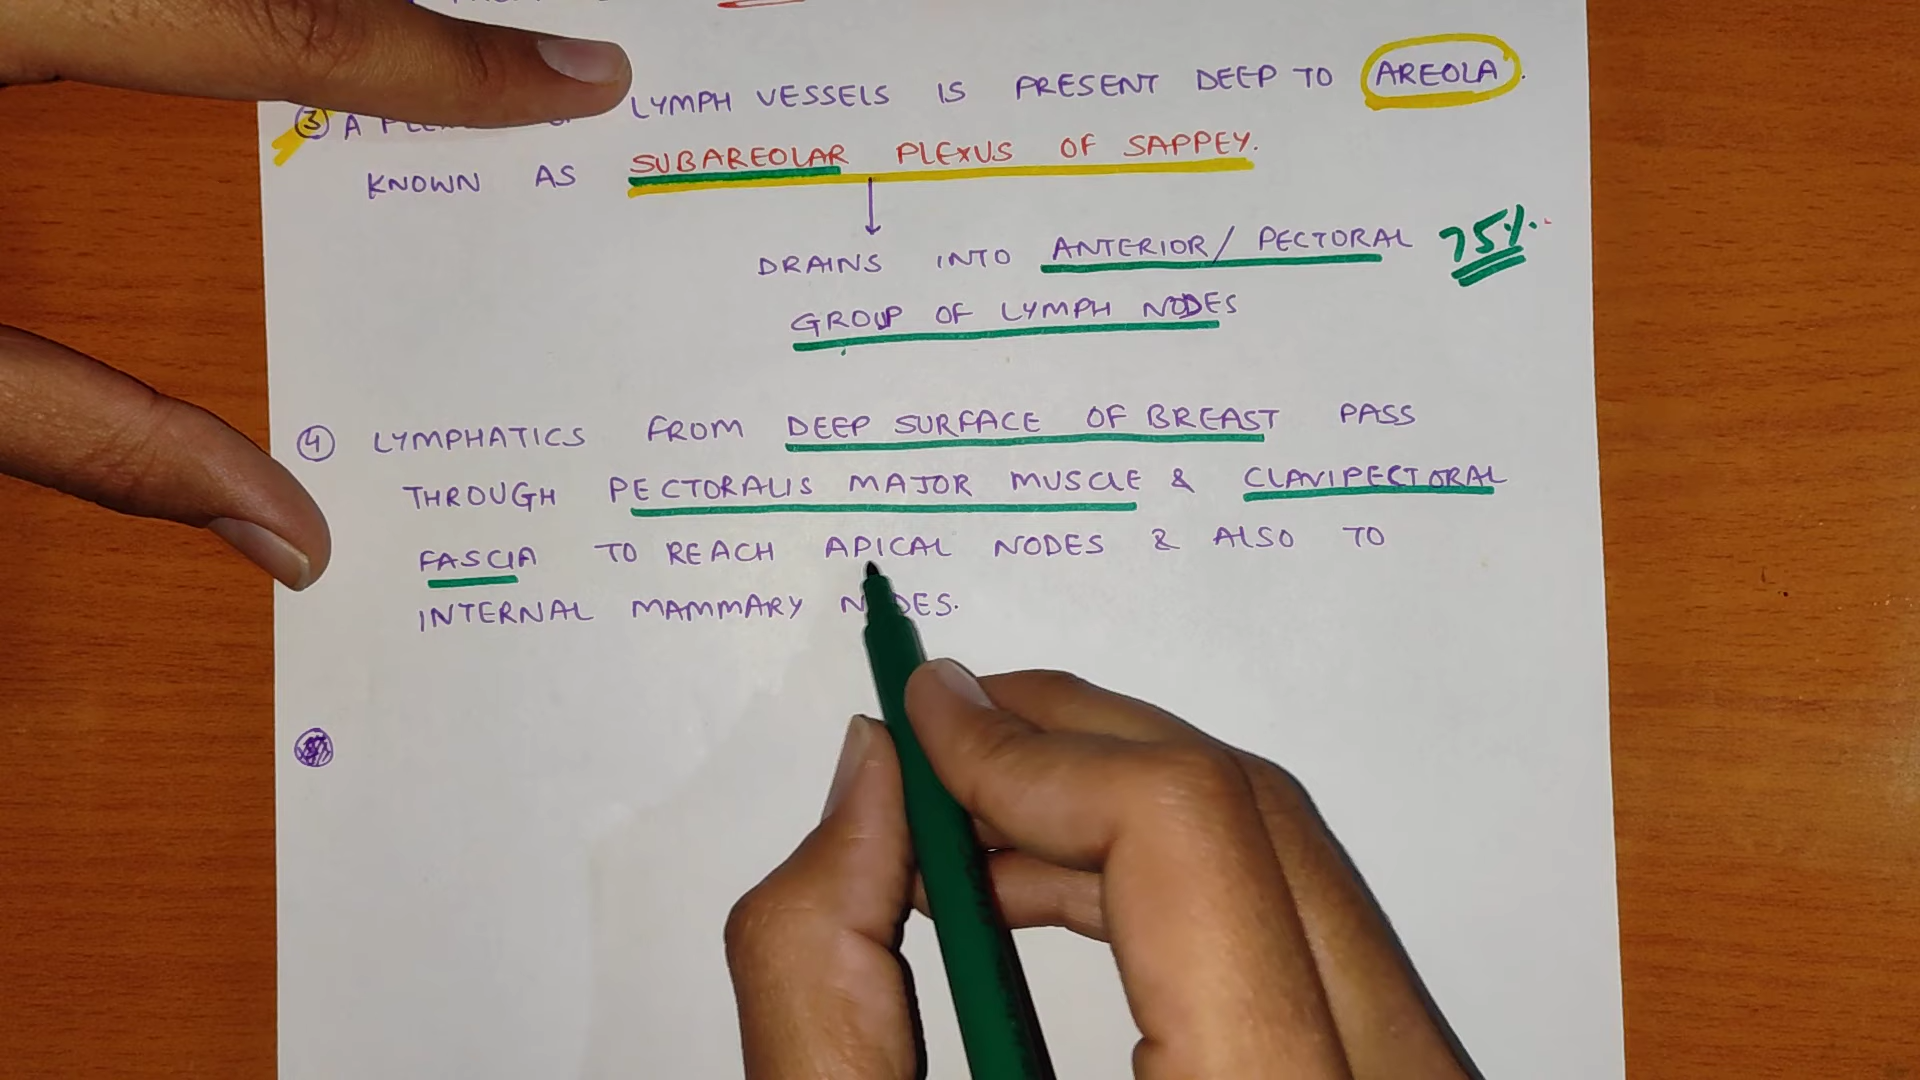 ③ A LYMPH VESSELS IS PRESENT DEEP TO AREOLA.
KNOWN AS SUBAREOLAR PLEXUS OF SAPPEY.
DRAINS INTO ANTERIOR/ PECTORAL 75%.
GROUP OF LYMPH NODES
④ LYMPHATICS FROM DEEP SURFACE OF BREAST PASS
THROUGH PECTORALIS MAJOR MUSCLE & CLAVIPECTORAL
FASCIA TO REACH APICAL NODES & ALSO TO
INTERNAL MAMMARY NODES.